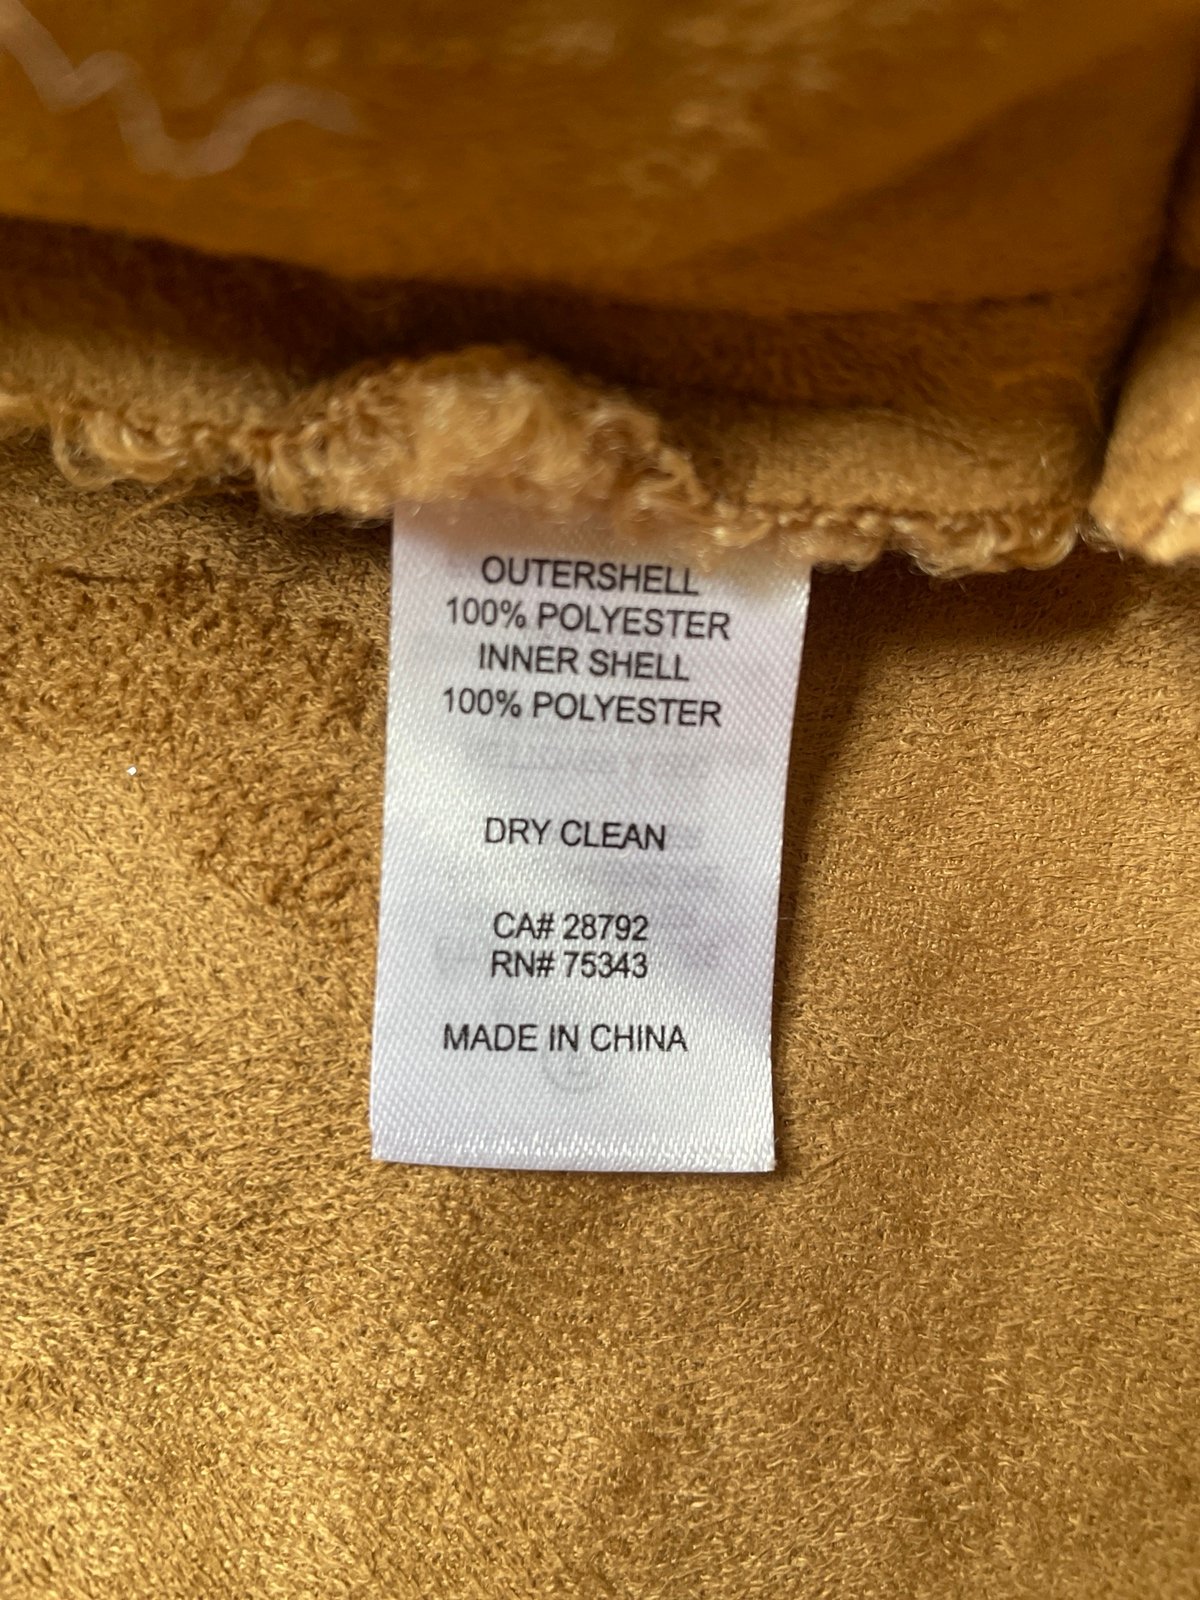 OUTERSHELL
100% POLYESTER
INNER SHELL
100% POLYESTER
DRY CLEAN
CA# 28792
RN# 75343
MADE IN CHINA